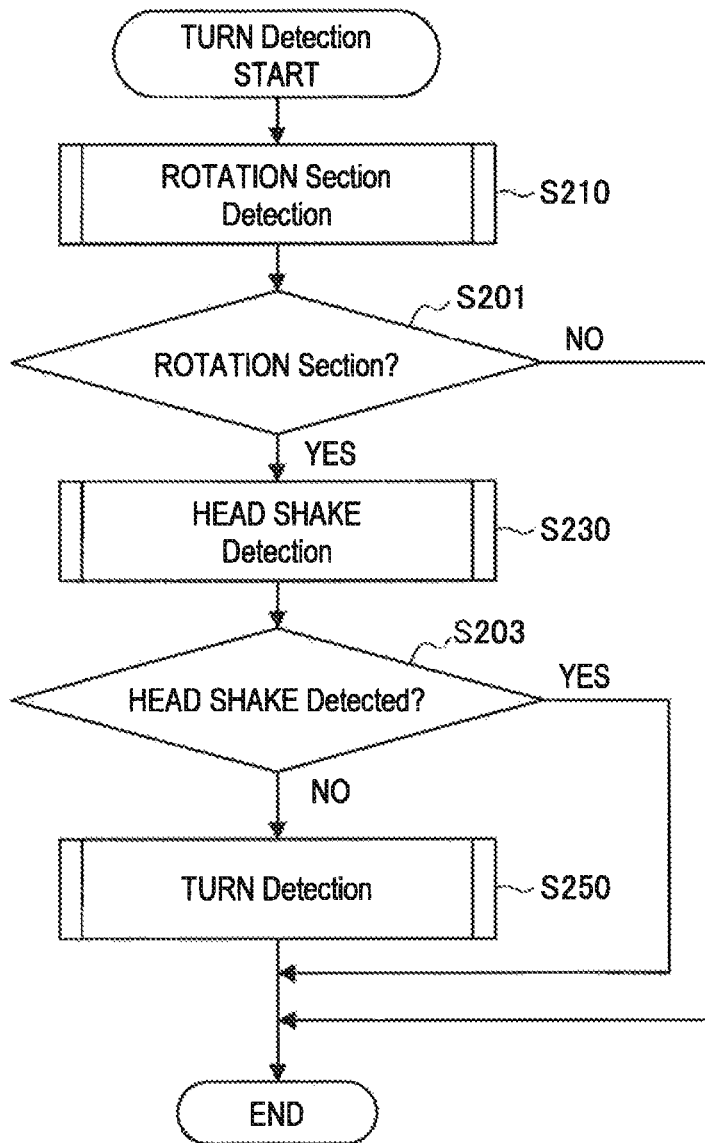 TURN Detection
START
ROTATION Section
Detection
S210
S201
ROTATION Section?
NO
YES
HEAD SHAKE
Detection
S230
S203
HEAD SHAKE Detected?
YES
NO
TURN Detection
S250
END